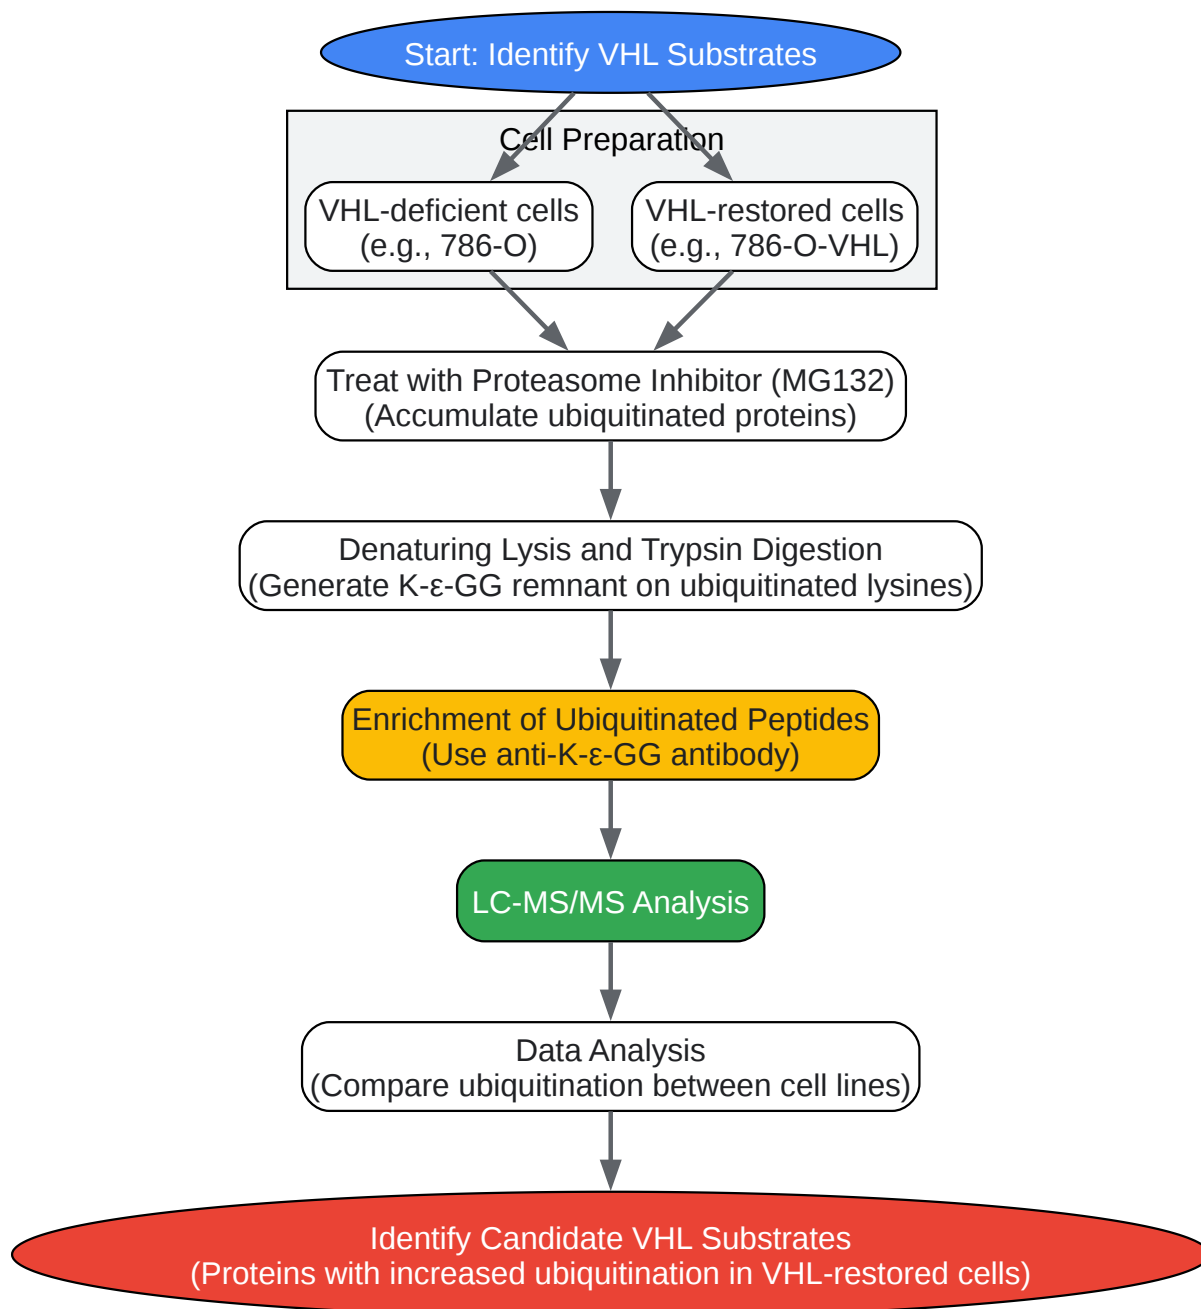 Start: Identify VHL Substrates
Cell Preparation
VHL-deficient cells
(e.g., 786-O)
VHL-restored cells
(e.g., 786-O-VHL)
Treat with Proteasome Inhibitor (MG132)
(Accumulate ubiquitinated proteins)
Denaturing Lysis and Trypsin Digestion
(Generate K-ε-GG remnant on ubiquitinated lysines)
Enrichment of Ubiquitinated Peptides
(Use anti-K-ε-GG antibody)
LC-MS/MS Analysis
Data Analysis
(Compare ubiquitination between cell lines)
Identify Candidate VHL Substrates
(Proteins with increased ubiquitination in VHL-restored cells)